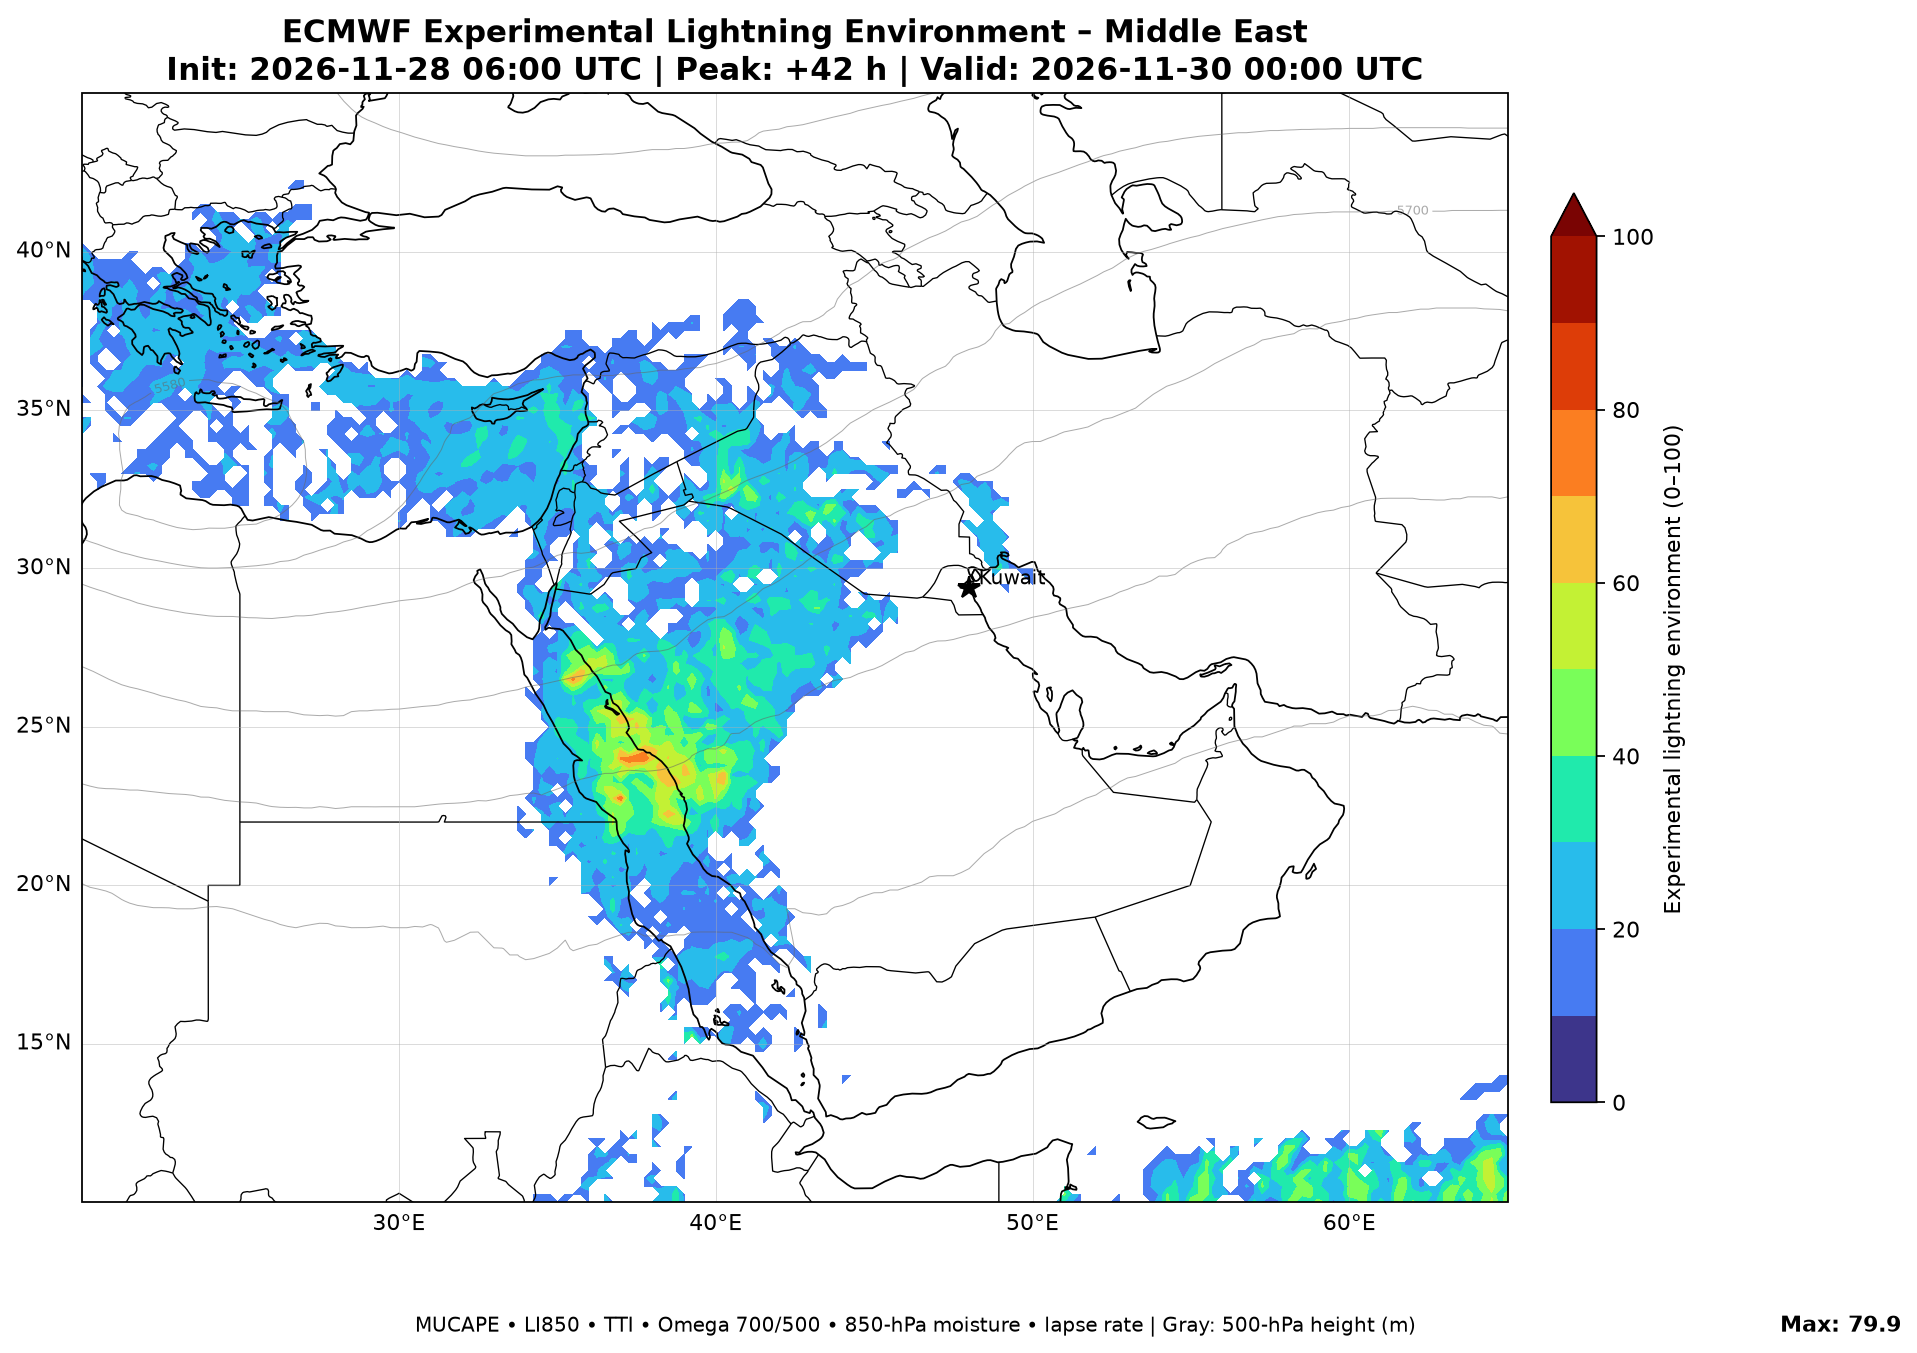 ECMWF Experimental Lightning Environment – Middle East
Init: 2026-11-28 06:00 UTC | Peak: +42 h | Valid: 2026-11-30 00:00 UTC
5700
100
40°N
5580
80
35°N
Experimental lightning environment (0–100)
60
30°N
Kuwait
25°N
40
20°N
20
15°N
0
30°E
40°E
50°E
60°E
MUCAPE • LI850 • TTI • Omega 700/500 • 850-hPa moisture • lapse rate | Gray: 500-hPa height (m)
Max: 79.9